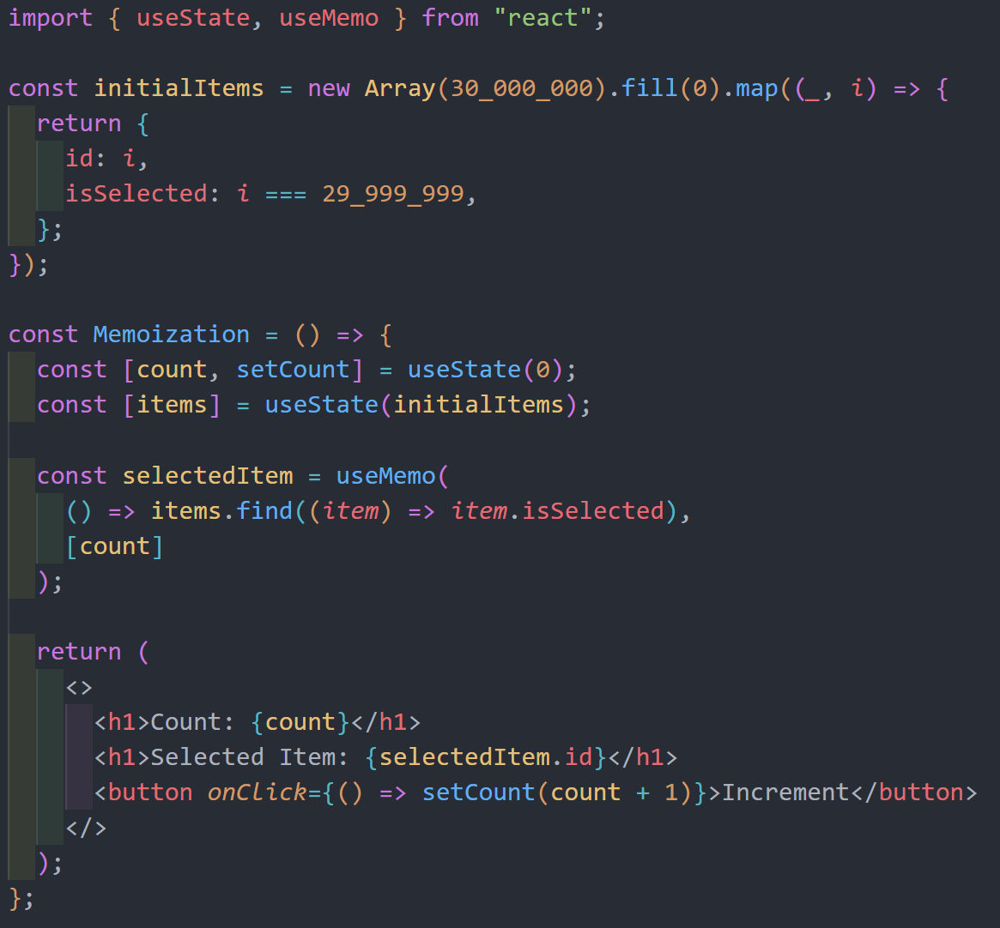 import { useState, useMemo } from "react";
const initialItems = new Array(30_000_000).fill(0).map((_, i) => {
  return {
    id: i,
    isSelected: i === 29_999_999,
  };
});
const Memoization = () => {
  const [count, setCount] = useState(0);
  const [items] = useState(initialItems);
  const selectedItem = useMemo(
    () => items.find((item) => item.isSelected),
    [count]
  );
  return (
    <>
      <h1>Count: {count}</h1>
      <h1>Selected Item: {selectedItem.id}</h1>
      <button onClick={() => setCount(count + 1)}>Increment</button>
    </>
  );
};